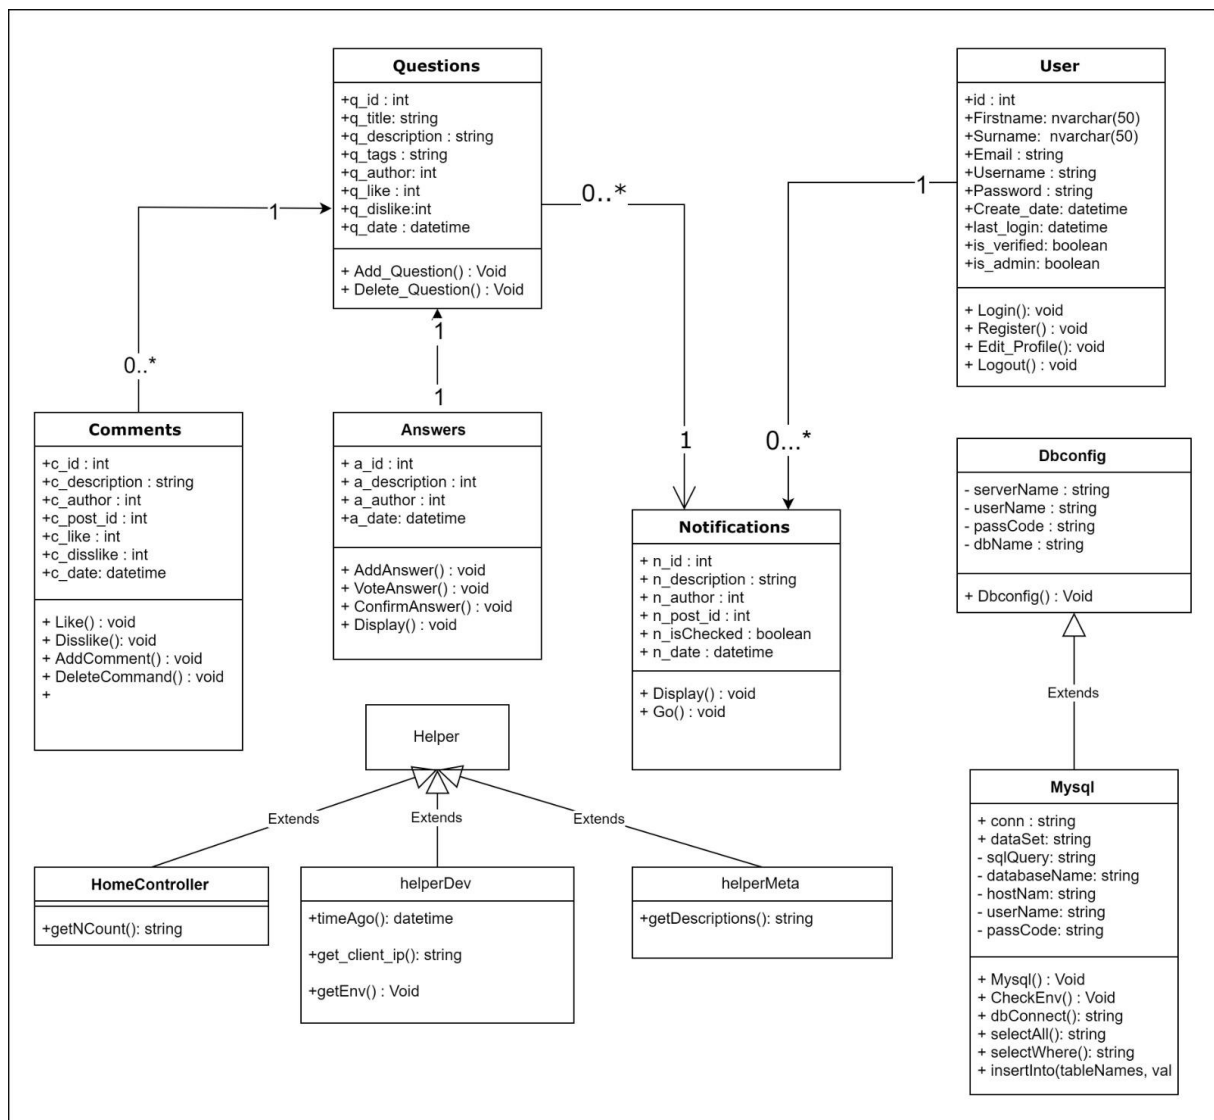 Questions
+q_id : int
+q_title: string
+q_description : string
+q_tags : string
+q_author: int
+q_like : int
+q_dislike:int
+q_date : datetime
+ Add_Question() : Void
+ Delete_Question() : Void
User
+id : int
+Firstname: nvarchar(50)
+Surname: nvarchar(50)
+Email : string
+Username : string
+Password : string
+Create_date: datetime
+last_login: datetime
+is_verified: boolean
+is_admin: boolean
+ Login(): void
+ Register() : void
+ Edit_Profile(): void
+ Logout() : void
1
0..*
1
1
0..*
1
1
0...*
Comments
+c_id : int
+c_description : string
+c_author : int
+c_post_id : int
+c_like : int
+c_disslike : int
+c_date: datetime
+ Like() : void
+ Disslike(): void
+ AddComment() : void
+ DeleteCommand() : void
+
Answers
+ a_id : int
+ a_description : int
+ a_author : int
+a_date: datetime
+ AddAnswer() : void
+ VoteAnswer() : void
+ ConfirmAnswer() : void
+ Display() : void
Notifications
+ n_id : int
+ n_description : string
+ n_author : int
+ n_post_id : int
+ n_isChecked : boolean
+ n_date : datetime
+ Display() : void
+ Go() : void
Dbconfig
- serverName : string
- userName : string
- passCode : string
- dbName : string
+ Dbconfig() : Void
Extends
Helper
Extends
Extends
Extends
HomeController
+getNCount(): string
helperDev
+timeAgo(): datetime
+get_client_ip(): string
+getEnv() : Void
helperMeta
+getDescriptions(): string
Mysql
+ conn : string
+ dataSet: string
- sqlQuery: string
- databaseName: string
- hostNam: string
- userName: string
- passCode: string
+ Mysql() : Void
+ CheckEnv() : Void
+ dbConnect(): string
+ selectAll(): string
+ selectWhere(): string
+ insertInto(tableNames, val